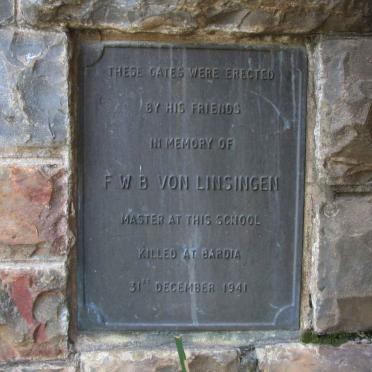 THESE GATES WERE ERECTED
BY HIS FRIENDS
IN MEMORY OF
F W B VON LINSINGEN
MASTER AT THIS SCHOOL
KILLED AT BARDIA
31ST DECEMBER 1941